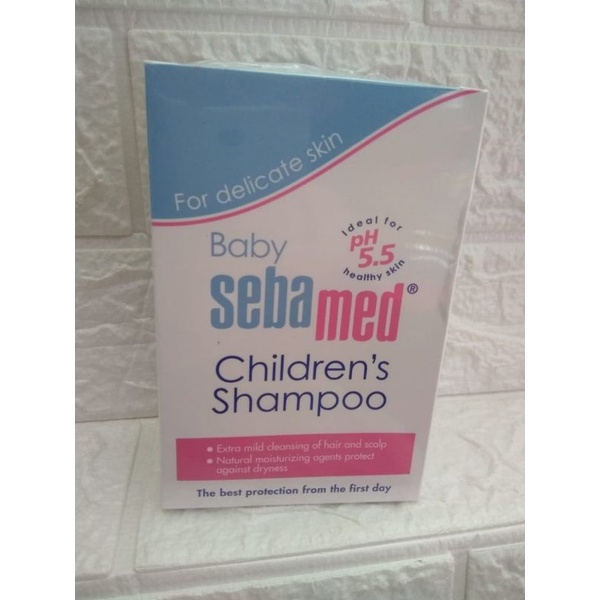 For delicate skin
Ideal for
pH
5.5
healthy skin
Baby
sebamed®
Children's
Shampoo
• Extra mild cleansing of hair and scalp
• Natural moisturizing agents protect
against dryness
The best protection from the first day